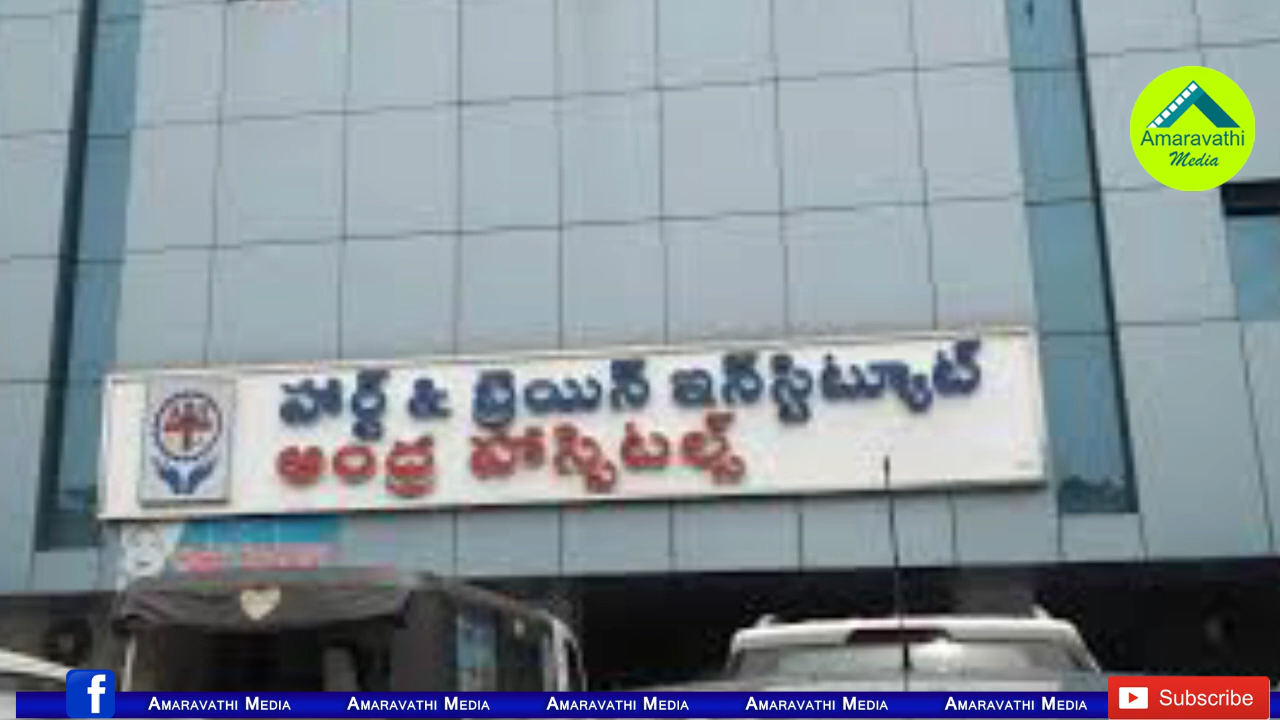 Amaravathi
Media
హార్ట్ & బ్రెయిన్ ఇన్‌స్టిట్యూట్
ఆంధ్ర హాస్పిటల్స్
f Amaravathi Media Amaravathi Media Amaravathi Media Amaravathi Media Amaravathi Media Subscribe